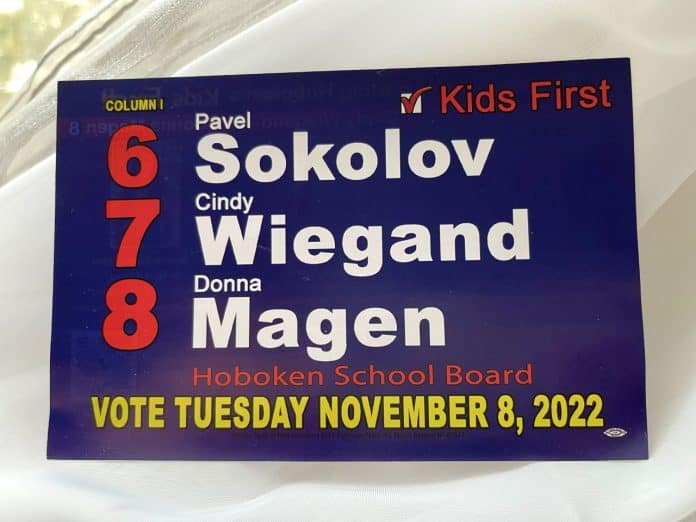 COLUMN I
Kids First
6 Pavel Sokolov
7 Cindy Wiegand
8 Donna Magen
Hoboken School Board
VOTE TUESDAY NOVEMBER 8, 2022